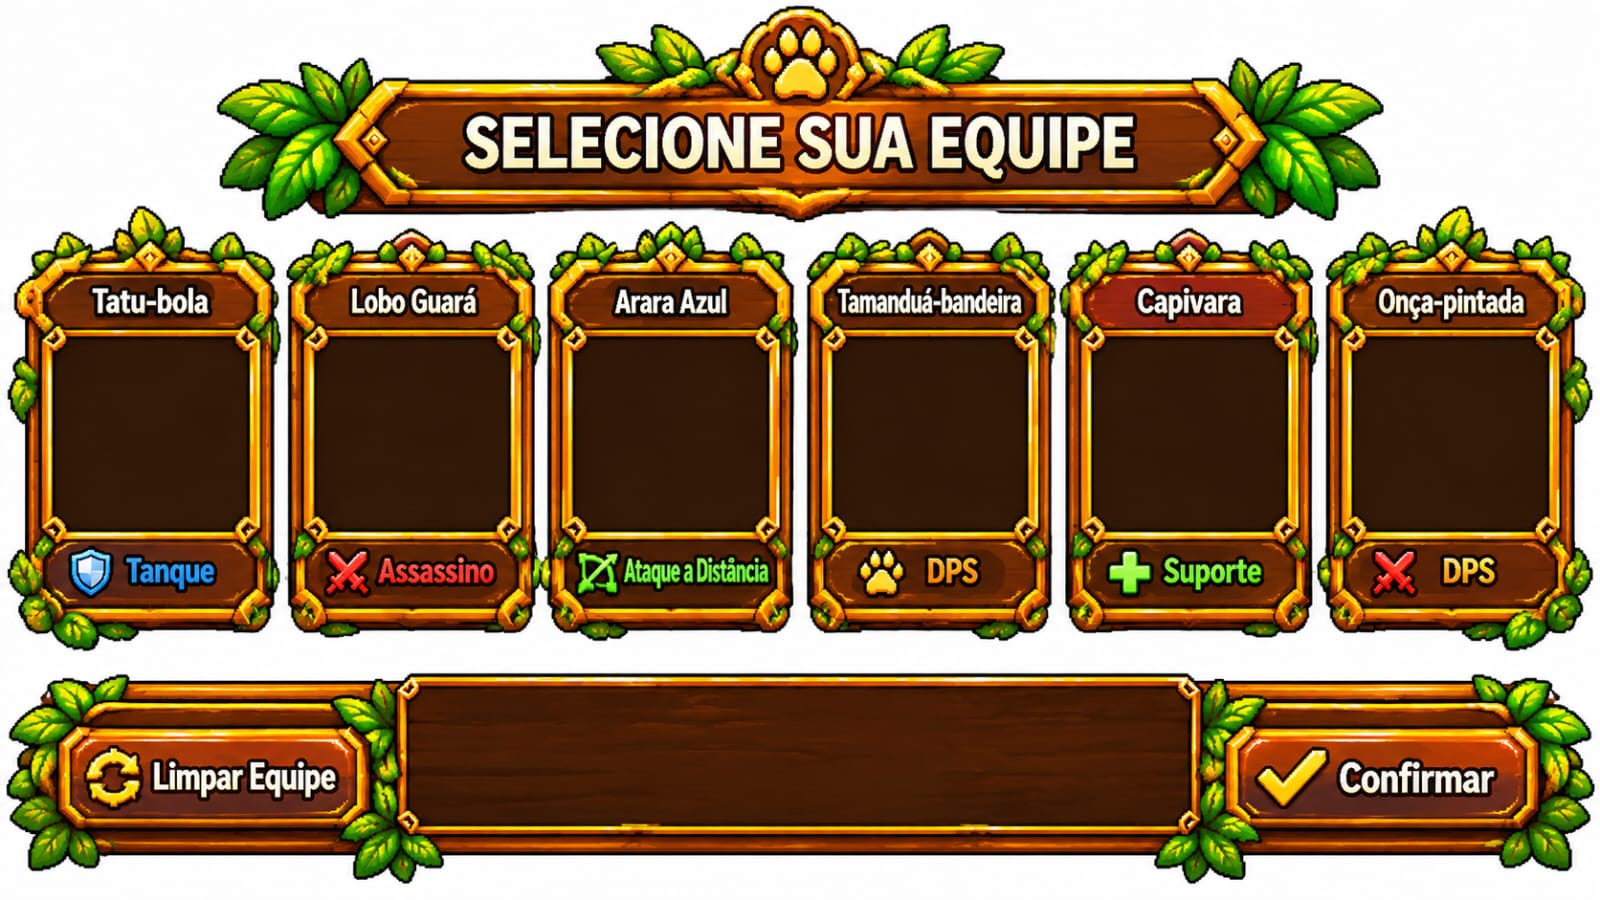 SELECIONE SUA EQUIPE
Tatu-bola
Lobo Guará
Arara Azul
Tamanduá-bandeira
Capivara
Onça-pintada
Tanque
Assassino
Ataque a Distância
DPS
Suporte
DPS
Limpar Equipe
Confirmar